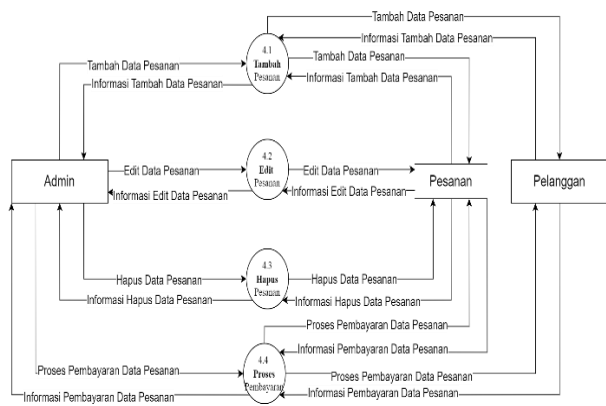 Tambah Data Pesanan
Informasi Tambah Data Pesanan
4.1
Tambah
Pesanan
Tambah Data Pesanan
Informasi Tambah Data Pesanan
Tambah Data Pesanan
Informasi Tambah Data Pesanan
4.2
Edit
Pesanan
Edit Data Pesanan
Informasi Edit Data Pesanan
Edit Data Pesanan
Informasi Edit Data Pesanan
Admin
Pesanan
Pelanggan
4.3
Hapus
Pesanan
Hapus Data Pesanan
Informasi Hapus Data Pesanan
Hapus Data Pesanan
Informasi Hapus Data Pesanan
Proses Pembayaran Data Pesanan
Informasi Pembayaran Data Pesanan
4.4
Proses
Pembayaran
Proses Pembayaran Data Pesanan
Informasi Pembayaran Data Pesanan
Proses Pembayaran Data Pesanan
Informasi Pembayaran Data Pesanan